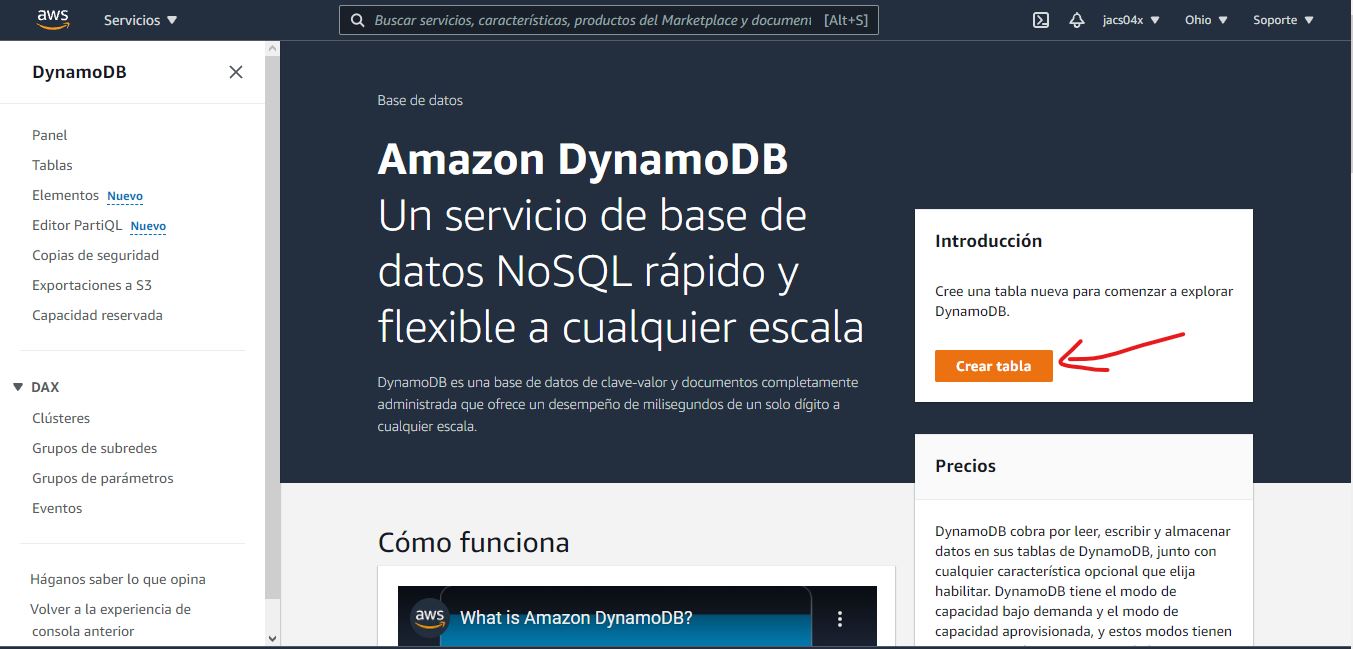 aws
Servicios
Buscar servicios, características, productos del Marketplace y document [Alt+S]
jacs04x
Ohio
Soporte
DynamoDB
Panel
Tablas
Elementos Nuevo
Editor PartiQL Nuevo
Copias de seguridad
Exportaciones a S3
Capacidad reservada
DAX
Clústeres
Grupos de subredes
Grupos de parámetros
Eventos
Háganos saber lo que opina
Volver a la experiencia de
consola anterior
Base de datos
Amazon DynamoDB
Un servicio de base de
datos NoSQL rápido y
flexible a cualquier escala
DynamoDB es una base de datos de clave-valor y documentos completamente
administrada que ofrece un desempeño de milisegundos de un solo dígito a
cualquier escala.
Introducción
Cree una tabla nueva para comenzar a explorar
DynamoDB.
Crear tabla
Precios
DynamoDB cobra por leer, escribir y almacenar
datos en sus tablas de DynamoDB, junto con
cualquier característica opcional que elija
habilitar. DynamoDB tiene el modo de
capacidad bajo demanda y el modo de
capacidad aprovisionada, y estos modos tienen
Cómo funciona
aws
What is Amazon DynamoDB?